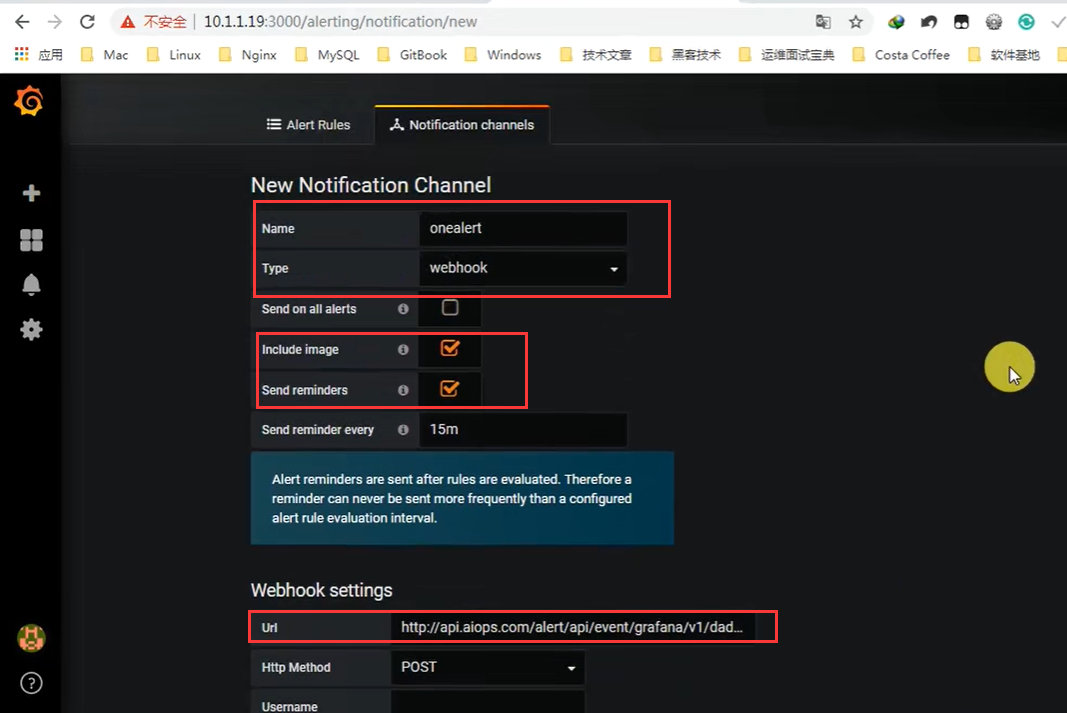 不安全 10.1.1.19:3000/alerting/notification/new
应用 Mac Linux Nginx MySQL GitBook Windows 技术文章 黑客技术 运维面试宝典 Costa Coffee 软件基地
Alert Rules Notification channels
New Notification Channel
Name onealert
Type webhook
Send on all alerts
Include image
Send reminders
Send reminder every 15m
Alert reminders are sent after rules are evaluated. Therefore a
reminder can never be sent more frequently than a configured
alert rule evaluation interval.
Webhook settings
Url http://api.aiops.com/alert/api/event/grafana/v1/dad...
Http Method POST
Username